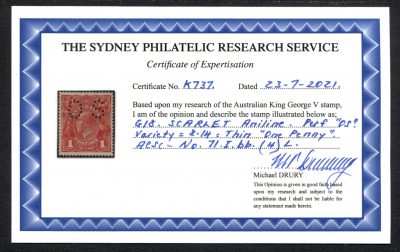 THE SYDNEY PHILATELIC RESEARCH SERVICE
Certificate of Expertisation
Certificate No. K737. Dated 23-7-2021.
Based upon my research of the Australian King George V stamp,
I am of the opinion and describe the stamp illustrated below as;
G18. SCARLET Aniline. Perf "OS".
Variety = 8.14 = Thin "One Penny".
ACSC - No. 71.I.bb. (H) L.
Michael DRURY
This Opinion is given in good faith based
upon my research and subject to the
conditions that I shall not be liable for
any statement made herein.